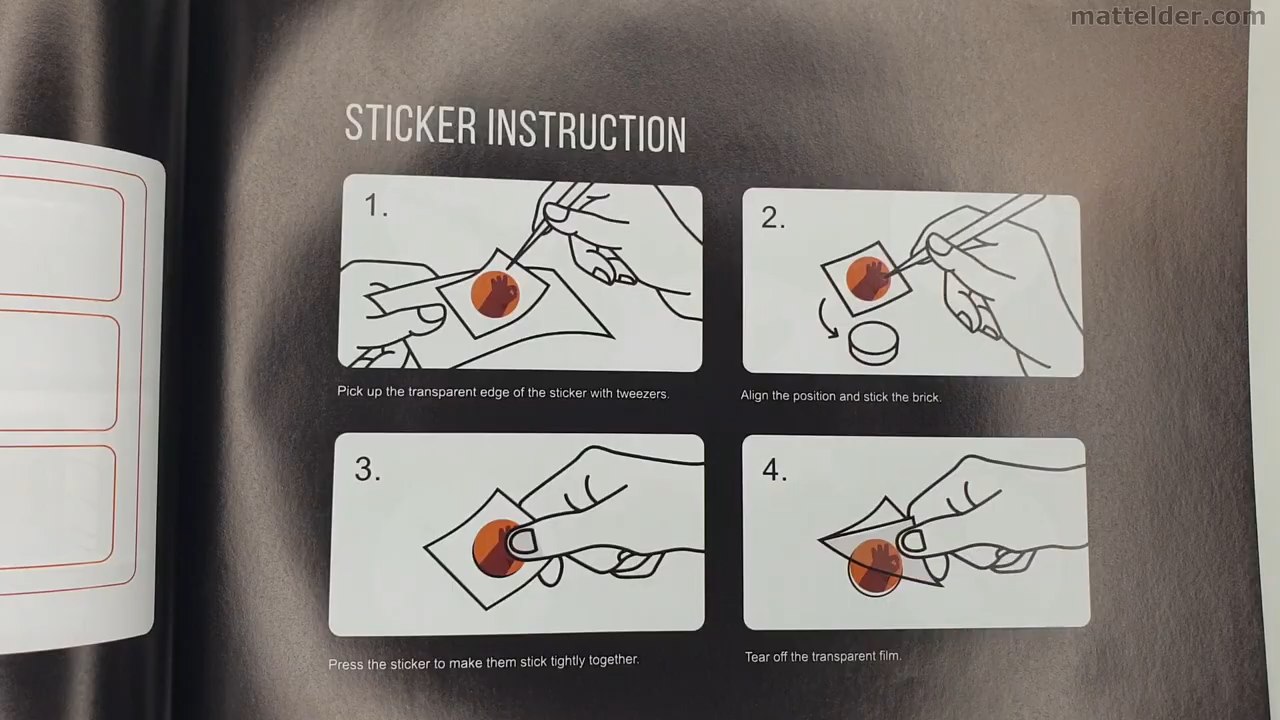 mattelder.com
STICKER INSTRUCTION
1.
Pick up the transparent edge of the sticker with tweezers.
2.
Align the position and stick the brick.
3.
Press the sticker to make them stick tightly together.
4.
Tear off the transparent film.